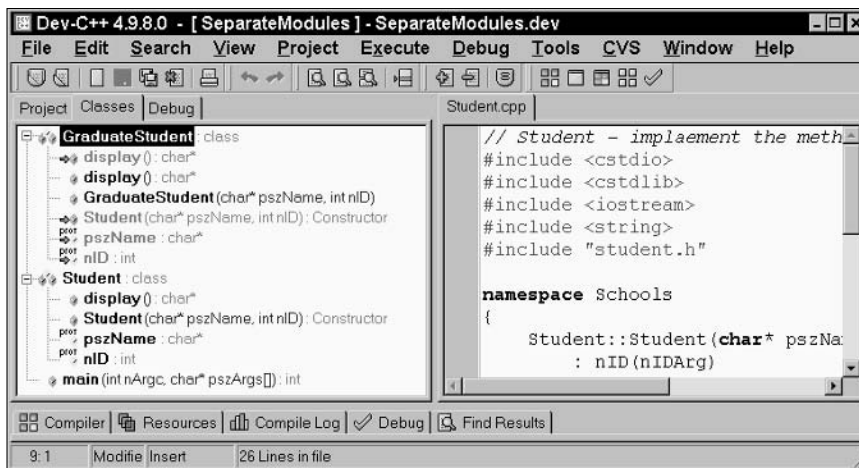 Dev-C++ 4.9.8.0 - [ SeparateModules ] - SeparateModules.dev
File Edit Search View Project Execute Debug Tools CVS Window Help
Project Classes Debug
GraduateStudent : class
display () : char*
display () : char*
GraduateStudent (char* pszName, int nID)
Student (char* pszName, int nID) : Constructor
prot pszName : char*
prot nID : int
Student : class
display () : char*
Student (char* pszName, int nID) : Constructor
prot pszName : char*
prot nID : int
main (int nArgc, char* pszArgs[]) : int
Student.cpp
// Student - implaement the meth
#include <cstdio>
#include <cstdlib>
#include <iostream>
#include <string>
#include "student.h"
namespace Schools
{
Student::Student(char* pszNa
: nID(nIDArg)
Compiler Resources Compile Log Debug Find Results
9: 1 Modifie Insert 26 Lines in file